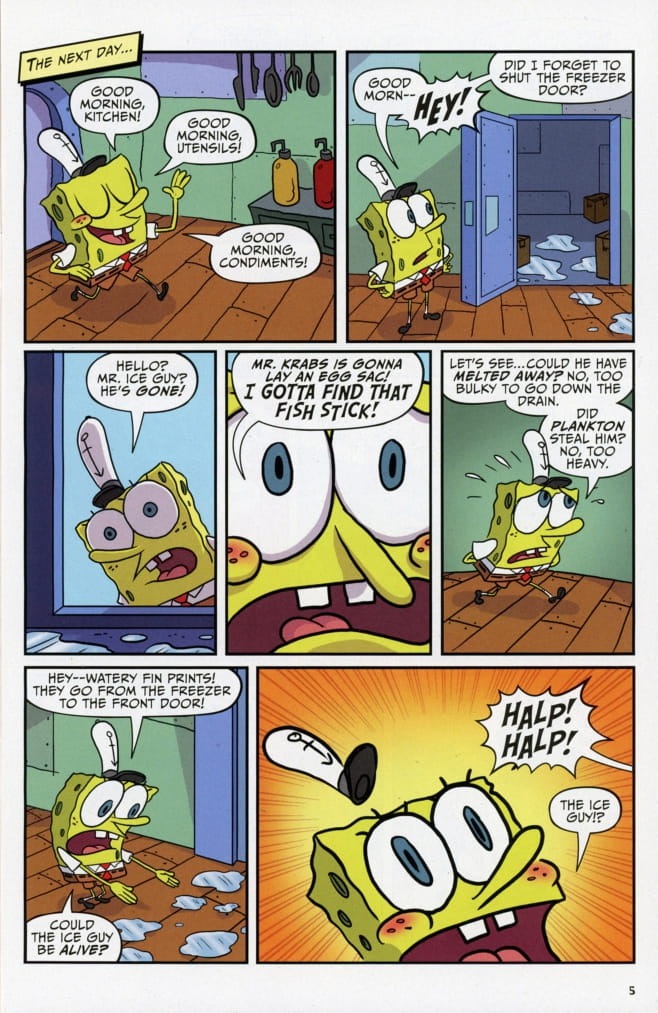 THE NEXT DAY...
GOOD
MORNING,
KITCHEN!
GOOD
MORNING,
UTENSILS!
GOOD
MORNING,
CONDIMENTS!
GOOD
MORN--
HEY!
DID I FORGET TO
SHUT THE FREEZER
DOOR?
HELLO?
MR. ICE GUY?
HE'S GONE!
MR. KRABS IS GONNA
LAY AN EGG SAC!
I GOTTA FIND THAT
FISH STICK!
LET'S SEE...COULD HE HAVE
MELTED AWAY? NO, TOO
BULKY TO GO DOWN THE
DRAIN.
DID
PLANKTON
STEAL HIM?
NO, TOO
HEAVY.
HEY--WATERY FIN PRINTS!
THEY GO FROM THE FREEZER
TO THE FRONT DOOR!
COULD
THE ICE GUY
BE ALIVE?
HALP!
HALP!
THE ICE
GUY!?
5